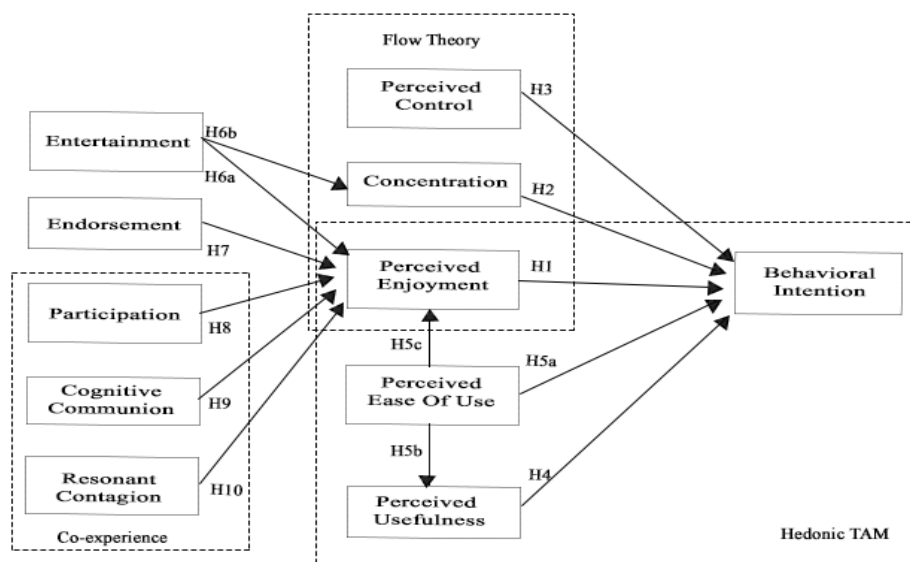 Flow Theory
Perceived
Control
H3
Entertainment
H6b
H6a
Concentration
H2
Endorsement
H7
Perceived
Enjoyment
H1
Behavioral
Intention
Participation
H8
H5c
Cognitive
Communion
H9
Perceived
Ease Of Use
H5a
H5b
Resonant
Contagion
H10
Perceived
Usefulness
H4
Co-experience
Hedonic TAM